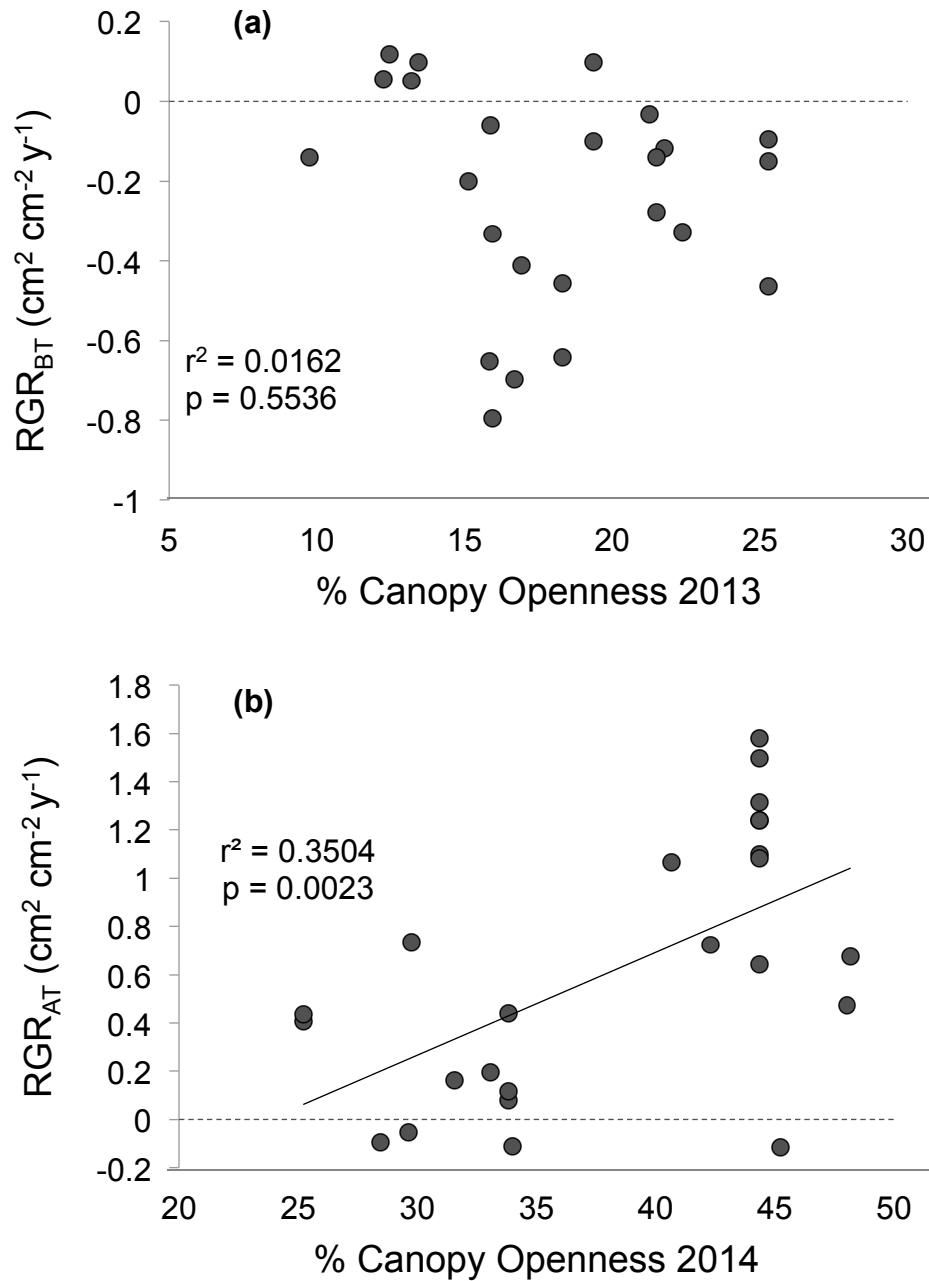 (a)
0.2
0
-0.2
-0.4
-0.6
-0.8
-1
RGR_BT (cm² cm⁻² y⁻¹)
r² = 0.0162
p = 0.5536
5 10 15 20 25 30
% Canopy Openness 2013
(b)
1.8
1.6
1.4
1.2
1
0.8
0.6
0.4
0.2
0
-0.2
RGR_AT (cm² cm⁻² y⁻¹)
r² = 0.3504
p = 0.0023
20 25 30 35 40 45 50
% Canopy Openness 2014